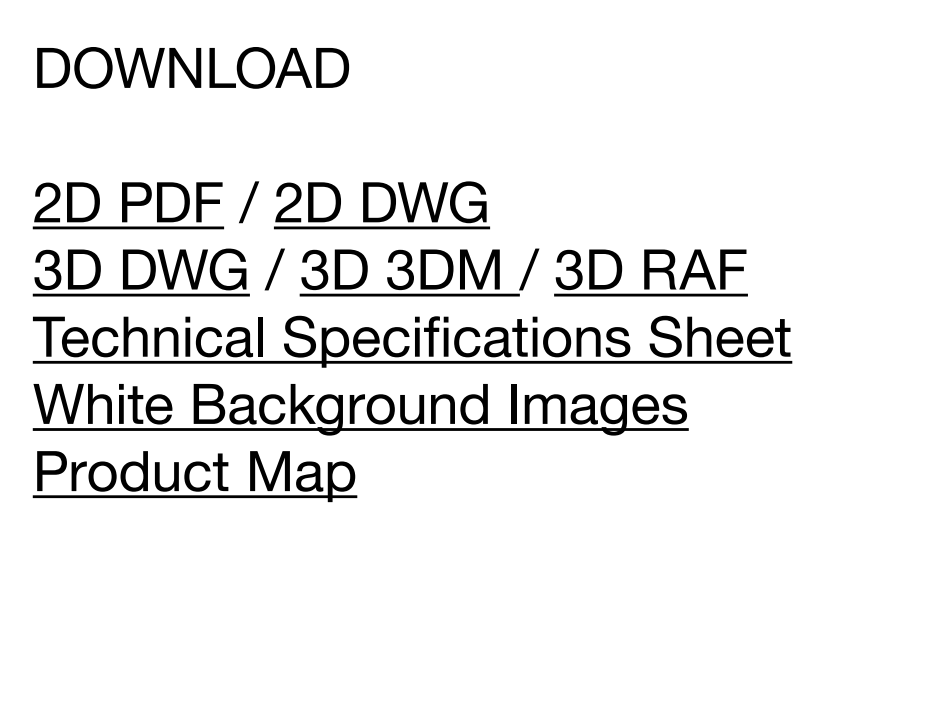 DOWNLOAD
2D PDF / 2D DWG
3D DWG / 3D 3DM / 3D RAF
Technical Specifications Sheet
White Background Images
Product Map